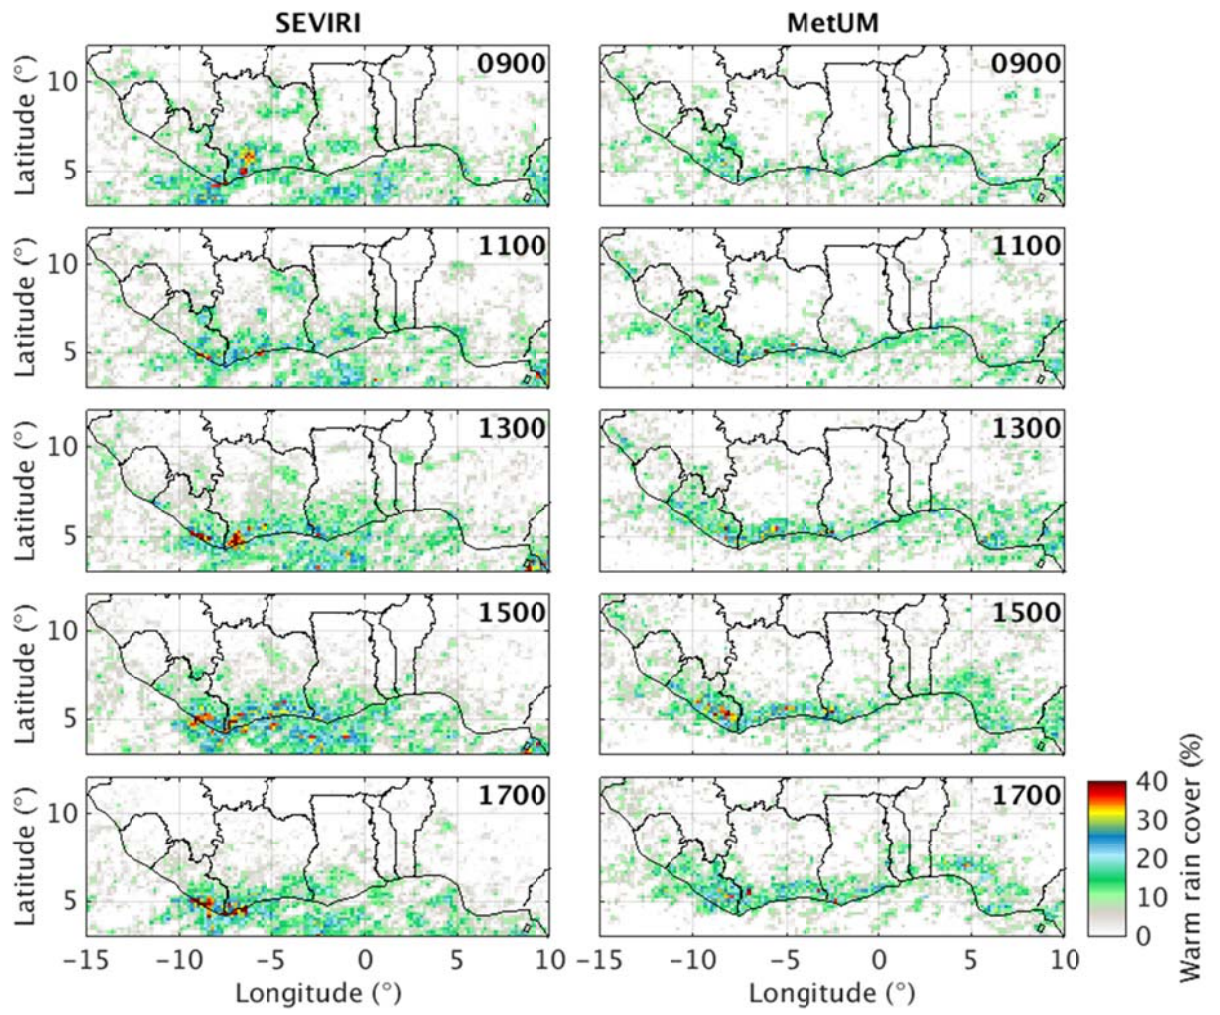 SEVIRI MetUM
Latitude (°) 10 5 0900 0900
Latitude (°) 10 5 1100 1100
Latitude (°) 10 5 1300 1300
Latitude (°) 10 5 1500 1500
Latitude (°) 10 5 1700 1700
−15 −10 −5 0 5 10 −15 −10 −5 0 5 10
Longitude (°) Longitude (°)
40
30
20
10
0
Warm rain cover (%)